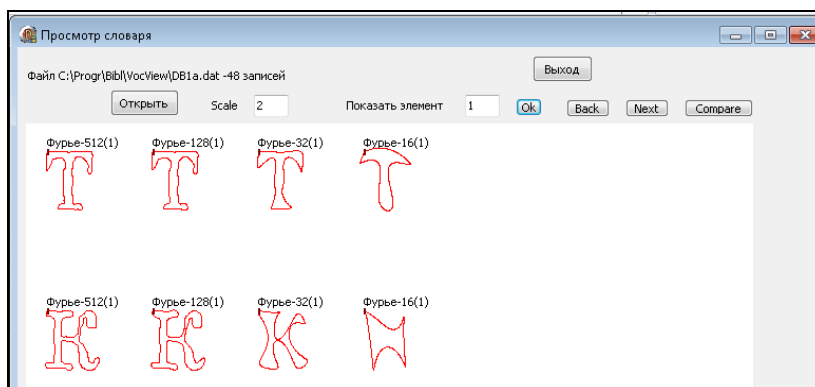 Просмотр словаря
Выход
Файл C:\Progr\Bibl\VocView\DB1a.dat -48 записей
Открыть Scale 2 Показать элемент 1 Ok Back Next Compare
Фурье-512(1) Фурье-128(1) Фурье-32(1) Фурье-16(1)
Т Т Т Т
Фурье-512(1) Фурье-128(1) Фурье-32(1) Фурье-16(1)
К К К